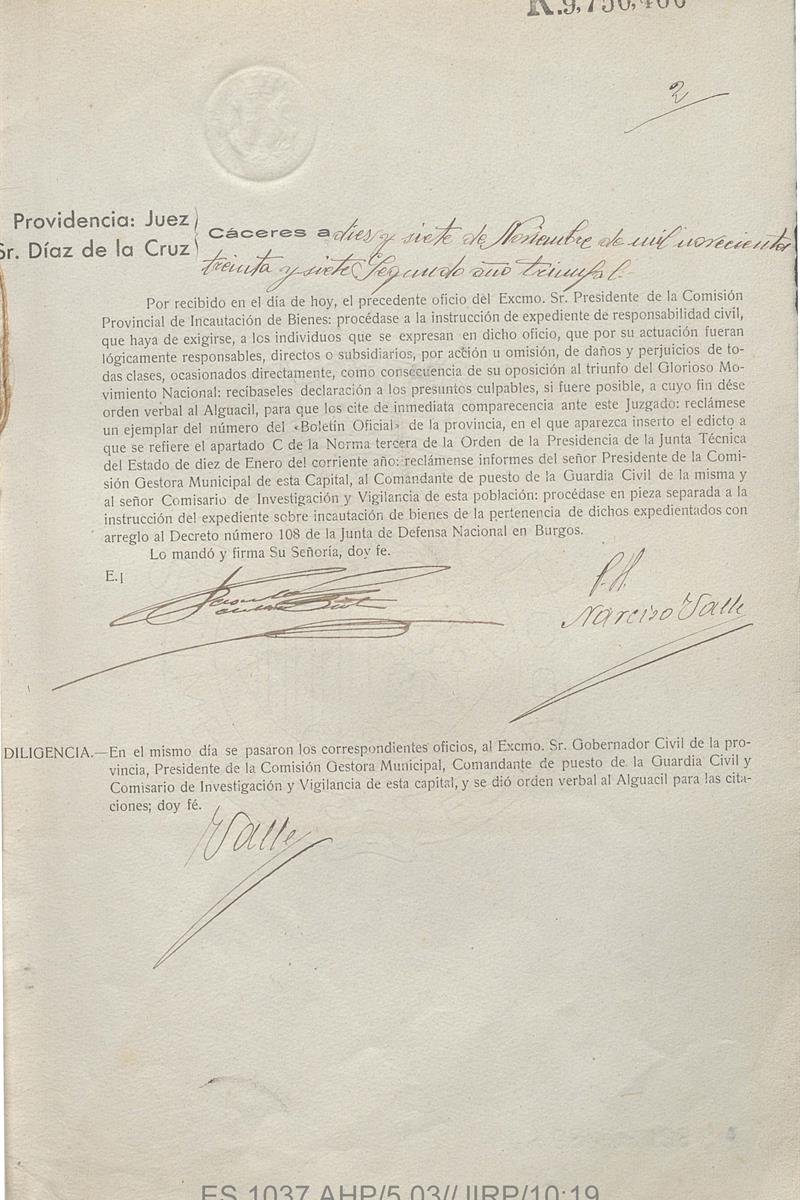 R.9,750,400
2
Providencia: Juez
Sr. Díaz de la Cruz
Cáceres a dies y siete de Noviembre de mil novecientos
treinta y siete Segundo año triunfal.
Por recibido en el día de hoy, el precedente oficio del Excmo. Sr. Presidente de la Comisión
Provincial de Incautación de Bienes: procédase a la instrucción de expediente de responsabilidad civil,
que haya de exigirse, a los individuos que se expresan en dicho oficio, que por su actuación fueran
lógicamente responsables, directos o subsidiarios, por acción u omisión, de daños y perjuicios de to-
das clases, ocasionados directamente, como consecuencia de su oposición al triunfo del Glorioso Mo-
vimiento Nacional: recíbaseles declaración a los presuntos culpables, si fuere posible, a cuyo fin dése
orden verbal al Alguacil, para que los cite de inmediata comparecencia ante este Juzgado: reclámese
un ejemplar del número del «Boletín Oficial» de la provincia, en el que aparezca inserto el edicto a
que se refiere el apartado C de la Norma tercera de la Orden de la Presidencia de la Junta Técnica
del Estado de diez de Enero del corriente año: reclámense informes del señor Presidente de la Comi-
sión Gestora Municipal de esta Capital, al Comandante de puesto de la Guardia Civil de la misma y
al señor Comisario de Investigación y Vigilancia de esta población: procédase en pieza separada a la
instrucción del expediente sobre incautación de bienes de la pertenencia de dichos expedientados con
arreglo al Decreto número 108 de la Junta de Defensa Nacional en Burgos.
Lo mandó y firma Su Señoría, doy fe.
E.
P.H.
Narciso Valle
DILIGENCIA.—En el mismo día se pasaron los correspondientes oficios, al Excmo. Sr. Gobernador Civil de la pro-
vincia, Presidente de la Comisión Gestora Municipal, Comandante de puesto de la Guardia Civil y
Comisario de Investigación y Vigilancia de esta capital, y se dió orden verbal al Alguacil para las cita-
ciones; doy fé.
Valle
ES 1037 AHP/5.03//JIRP/10:19